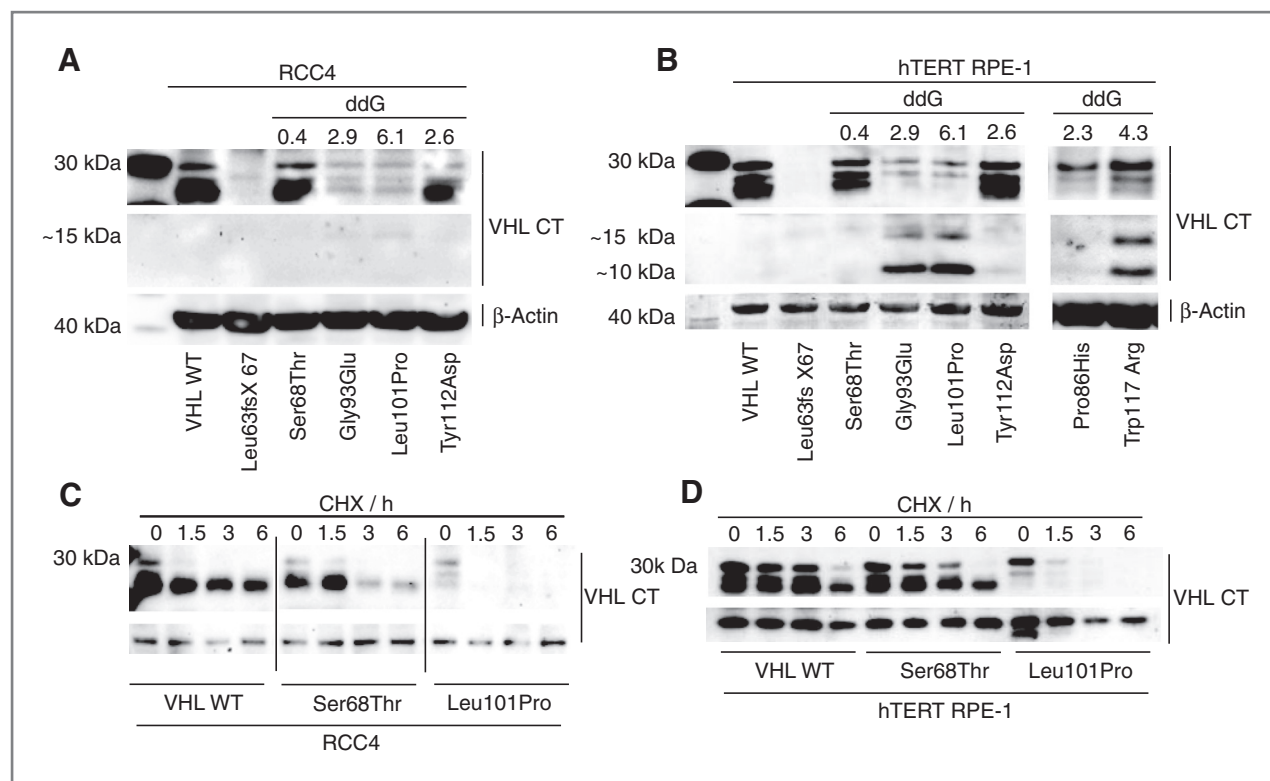 A
RCC4
ddG
0.4 2.9 6.1 2.6
30 kDa
VHL CT
~15 kDa
β-Actin
40 kDa
VHL WT
Leu63fsX 67
Ser68Thr
Gly93Glu
Leu101Pro
Tyr112Asp
B
hTERT RPE-1
ddG ddG
0.4 2.9 6.1 2.6 2.3 4.3
30 kDa
VHL CT
~15 kDa
~10 kDa
β-Actin
40 kDa
VHL WT
Leu63fs X67
Ser68Thr
Gly93Glu
Leu101Pro
Tyr112Asp
Pro86His
Trp117 Arg
C
CHX / h
0 1.5 3 6 0 1.5 3 6 0 1.5 3 6
30 kDa
VHL CT
VHL WT Ser68Thr Leu101Pro
RCC4
D
CHX / h
0 1.5 3 6 0 1.5 3 6 0 1.5 3 6
30k Da
VHL CT
VHL WT Ser68Thr Leu101Pro
hTERT RPE-1